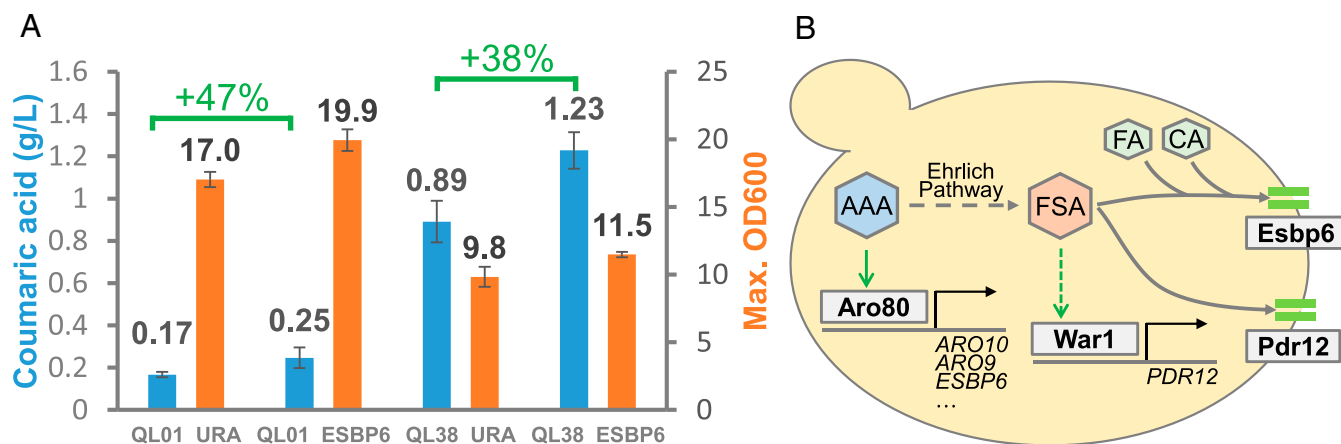 A
+47%
+38%
Coumaric acid (g/L)
1.6
1.4
1.2
1
0.8
0.6
0.4
0.2
0
0.17
17.0
0.25
19.9
0.89
9.8
1.23
11.5
25
20
15
10
5
0
Max. OD600
QL01 URA QL01 ESBP6 QL38 URA QL38 ESBP6
B
FA CA
Ehrlich
Pathway
AAA
FSA
Esbp6
Aro80
ARO10
ARO9
ESBP6
...
War1
PDR12
Pdr12